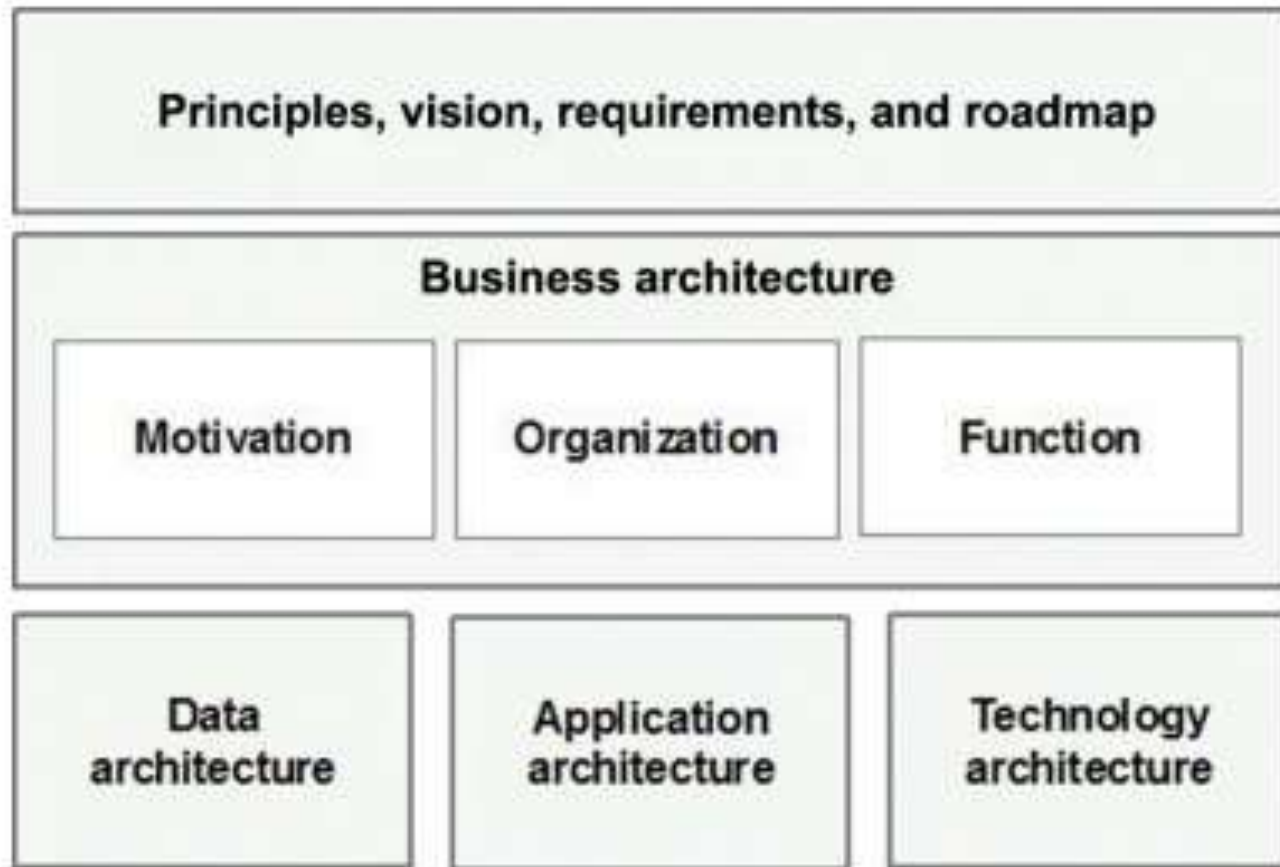 Principles, vision, requirements, and roadmap
Business architecture
Motivation
Organization
Function
Data
architecture
Application
architecture
Technology
architecture